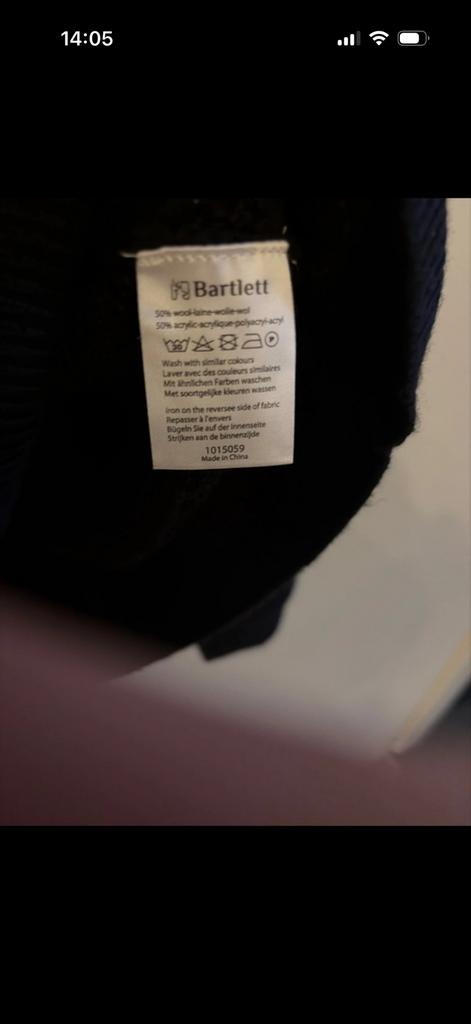 14:05
Bartlett
50% wool-laine-wolle-wol
50% acrylic-acrylique-polyacryl-acryl
30°
P
Wash with similar colours
Laver avec des couleurs similaires
Mit ähnlichen Farben waschen
Met soortgelijke kleuren wassen
iron on the reversee side of fabric
Repasser à l'envers
Bügeln Sie auf der Innenseite
Strijken aan de binnenzijde
1015059
Made in China